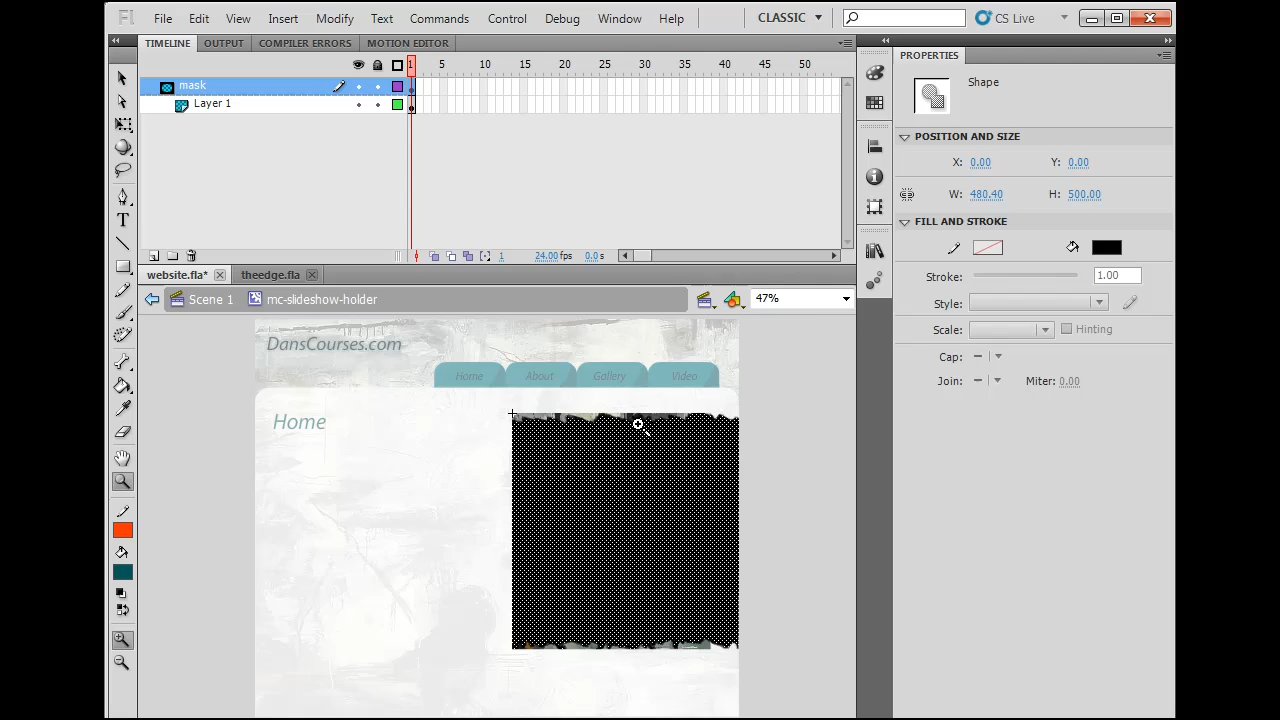 Fl File Edit View Insert Modify Text Commands Control Debug Window Help CLASSIC CS Live
TIMELINE OUTPUT COMPILER ERRORS MOTION EDITOR
1 5 10 15 20 25 30 35 40 45 50
mask
Layer 1
1 24.00 fps 0.0 s
website.fla* theedge.fla
Scene 1 mc-slideshow-holder 47%
DansCourses.com
Home About Gallery Video
Home
T
PROPERTIES
Shape
POSITION AND SIZE
X: 0.00 Y: 0.00
W: 480.40 H: 500.00
FILL AND STROKE
Stroke: 1.00
Style:
Scale: Hinting
Cap:
Join: Miter: 0.00